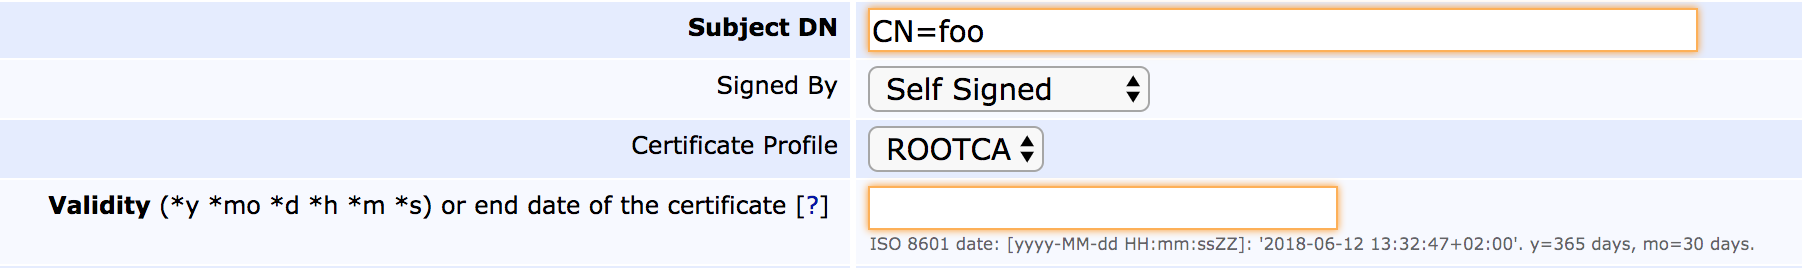 Subject DN CN=foo
Signed By Self Signed
Certificate Profile ROOTCA
Validity (*y *mo *d *h *m *s) or end date of the certificate [?]
ISO 8601 date: [yyyy-MM-dd HH:mm:ssZZ]: '2018-06-12 13:32:47+02:00'. y=365 days, mo=30 days.